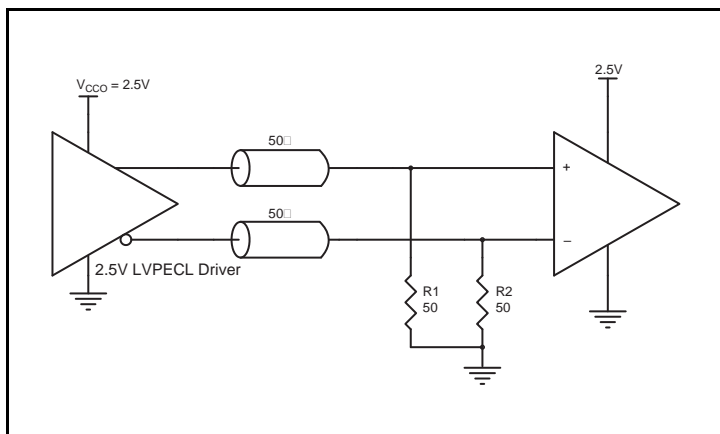 V_CCO = 2.5V
2.5V
50□
+
50□
−
2.5V LVPECL Driver
R1
50
R2
50